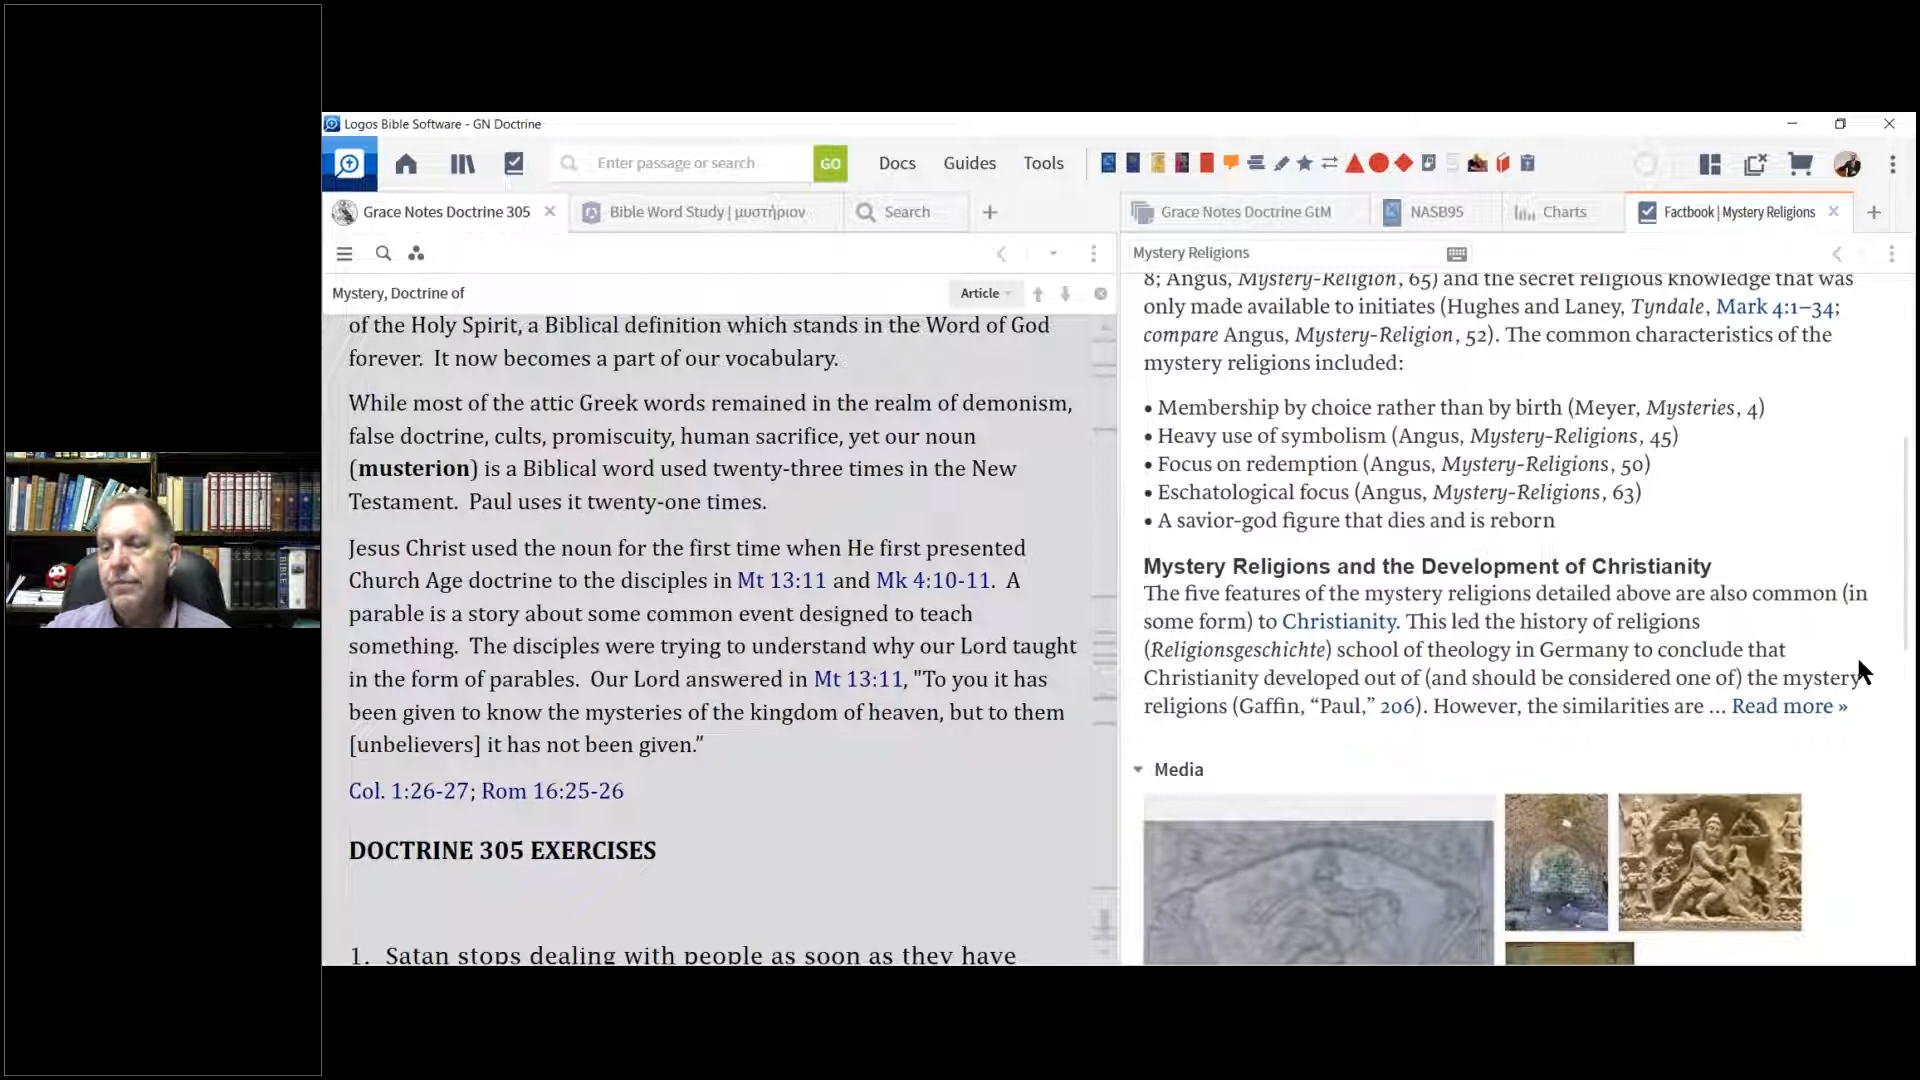 Logos Bible Software - GN Doctrine
Enter passage or search
GO
Docs
Guides
Tools
Grace Notes Doctrine 305
Bible Word Study | μυστήριον
Search
Grace Notes Doctrine GtM
NASB95
Charts
Factbook | Mystery Religions
Mystery, Doctrine of
Article
of the Holy Spirit, a Biblical definition which stands in the Word of God
forever. It now becomes a part of our vocabulary.
While most of the attic Greek words remained in the realm of demonism,
false doctrine, cults, promiscuity, human sacrifice, yet our noun
(musterion) is a Biblical word used twenty-three times in the New
Testament. Paul uses it twenty-one times.
Jesus Christ used the noun for the first time when He first presented
Church Age doctrine to the disciples in Mt 13:11 and Mk 4:10-11. A
parable is a story about some common event designed to teach
something. The disciples were trying to understand why our Lord taught
in the form of parables. Our Lord answered in Mt 13:11, "To you it has
been given to know the mysteries of the kingdom of heaven, but to them
[unbelievers] it has not been given.”
Col. 1:26-27; Rom 16:25-26
DOCTRINE 305 EXERCISES
1. Satan stops dealing with people as soon as they have
Mystery Religions
8; Angus, Mystery-Religion, 65) and the secret religious knowledge that was
only made available to initiates (Hughes and Laney, Tyndale, Mark 4:1–34;
compare Angus, Mystery-Religion, 52). The common characteristics of the
mystery religions included:
• Membership by choice rather than by birth (Meyer, Mysteries, 4)
• Heavy use of symbolism (Angus, Mystery-Religions, 45)
• Focus on redemption (Angus, Mystery-Religions, 50)
• Eschatological focus (Angus, Mystery-Religions, 63)
• A savior-god figure that dies and is reborn
Mystery Religions and the Development of Christianity
The five features of the mystery religions detailed above are also common (in
some form) to Christianity. This led the history of religions
(Religionsgeschichte) school of theology in Germany to conclude that
Christianity developed out of (and should be considered one of) the mystery
religions (Gaffin, “Paul,” 206). However, the similarities are ... Read more »
Media
BIBLE